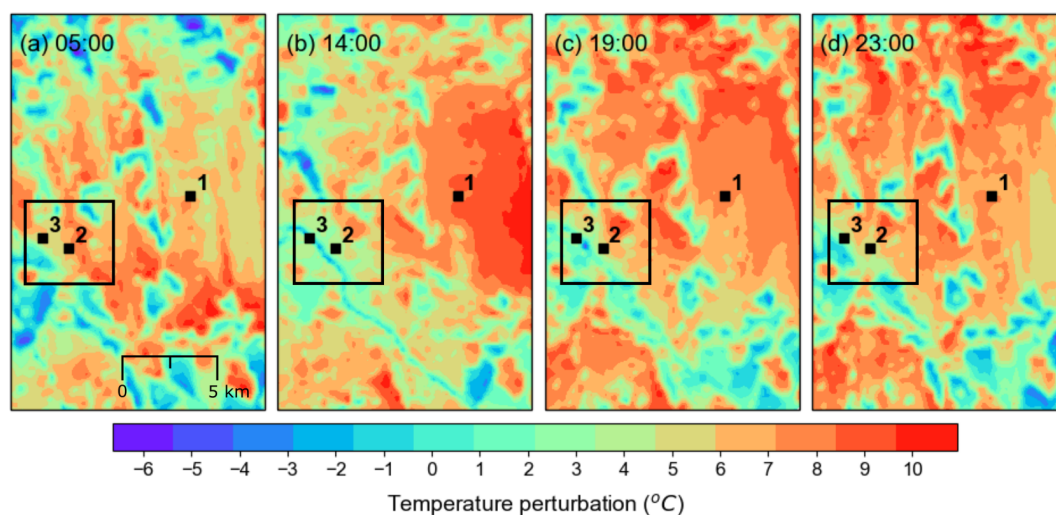 (a) 05:00 (b) 14:00 (c) 19:00 (d) 23:00
1 1 1 1
3 2 3 2 3 2 3 2
0 5 km
−6 −5 −4 −3 −2 −1 0 1 2 3 4 5 6 7 8 9 10
Temperature perturbation (°C)